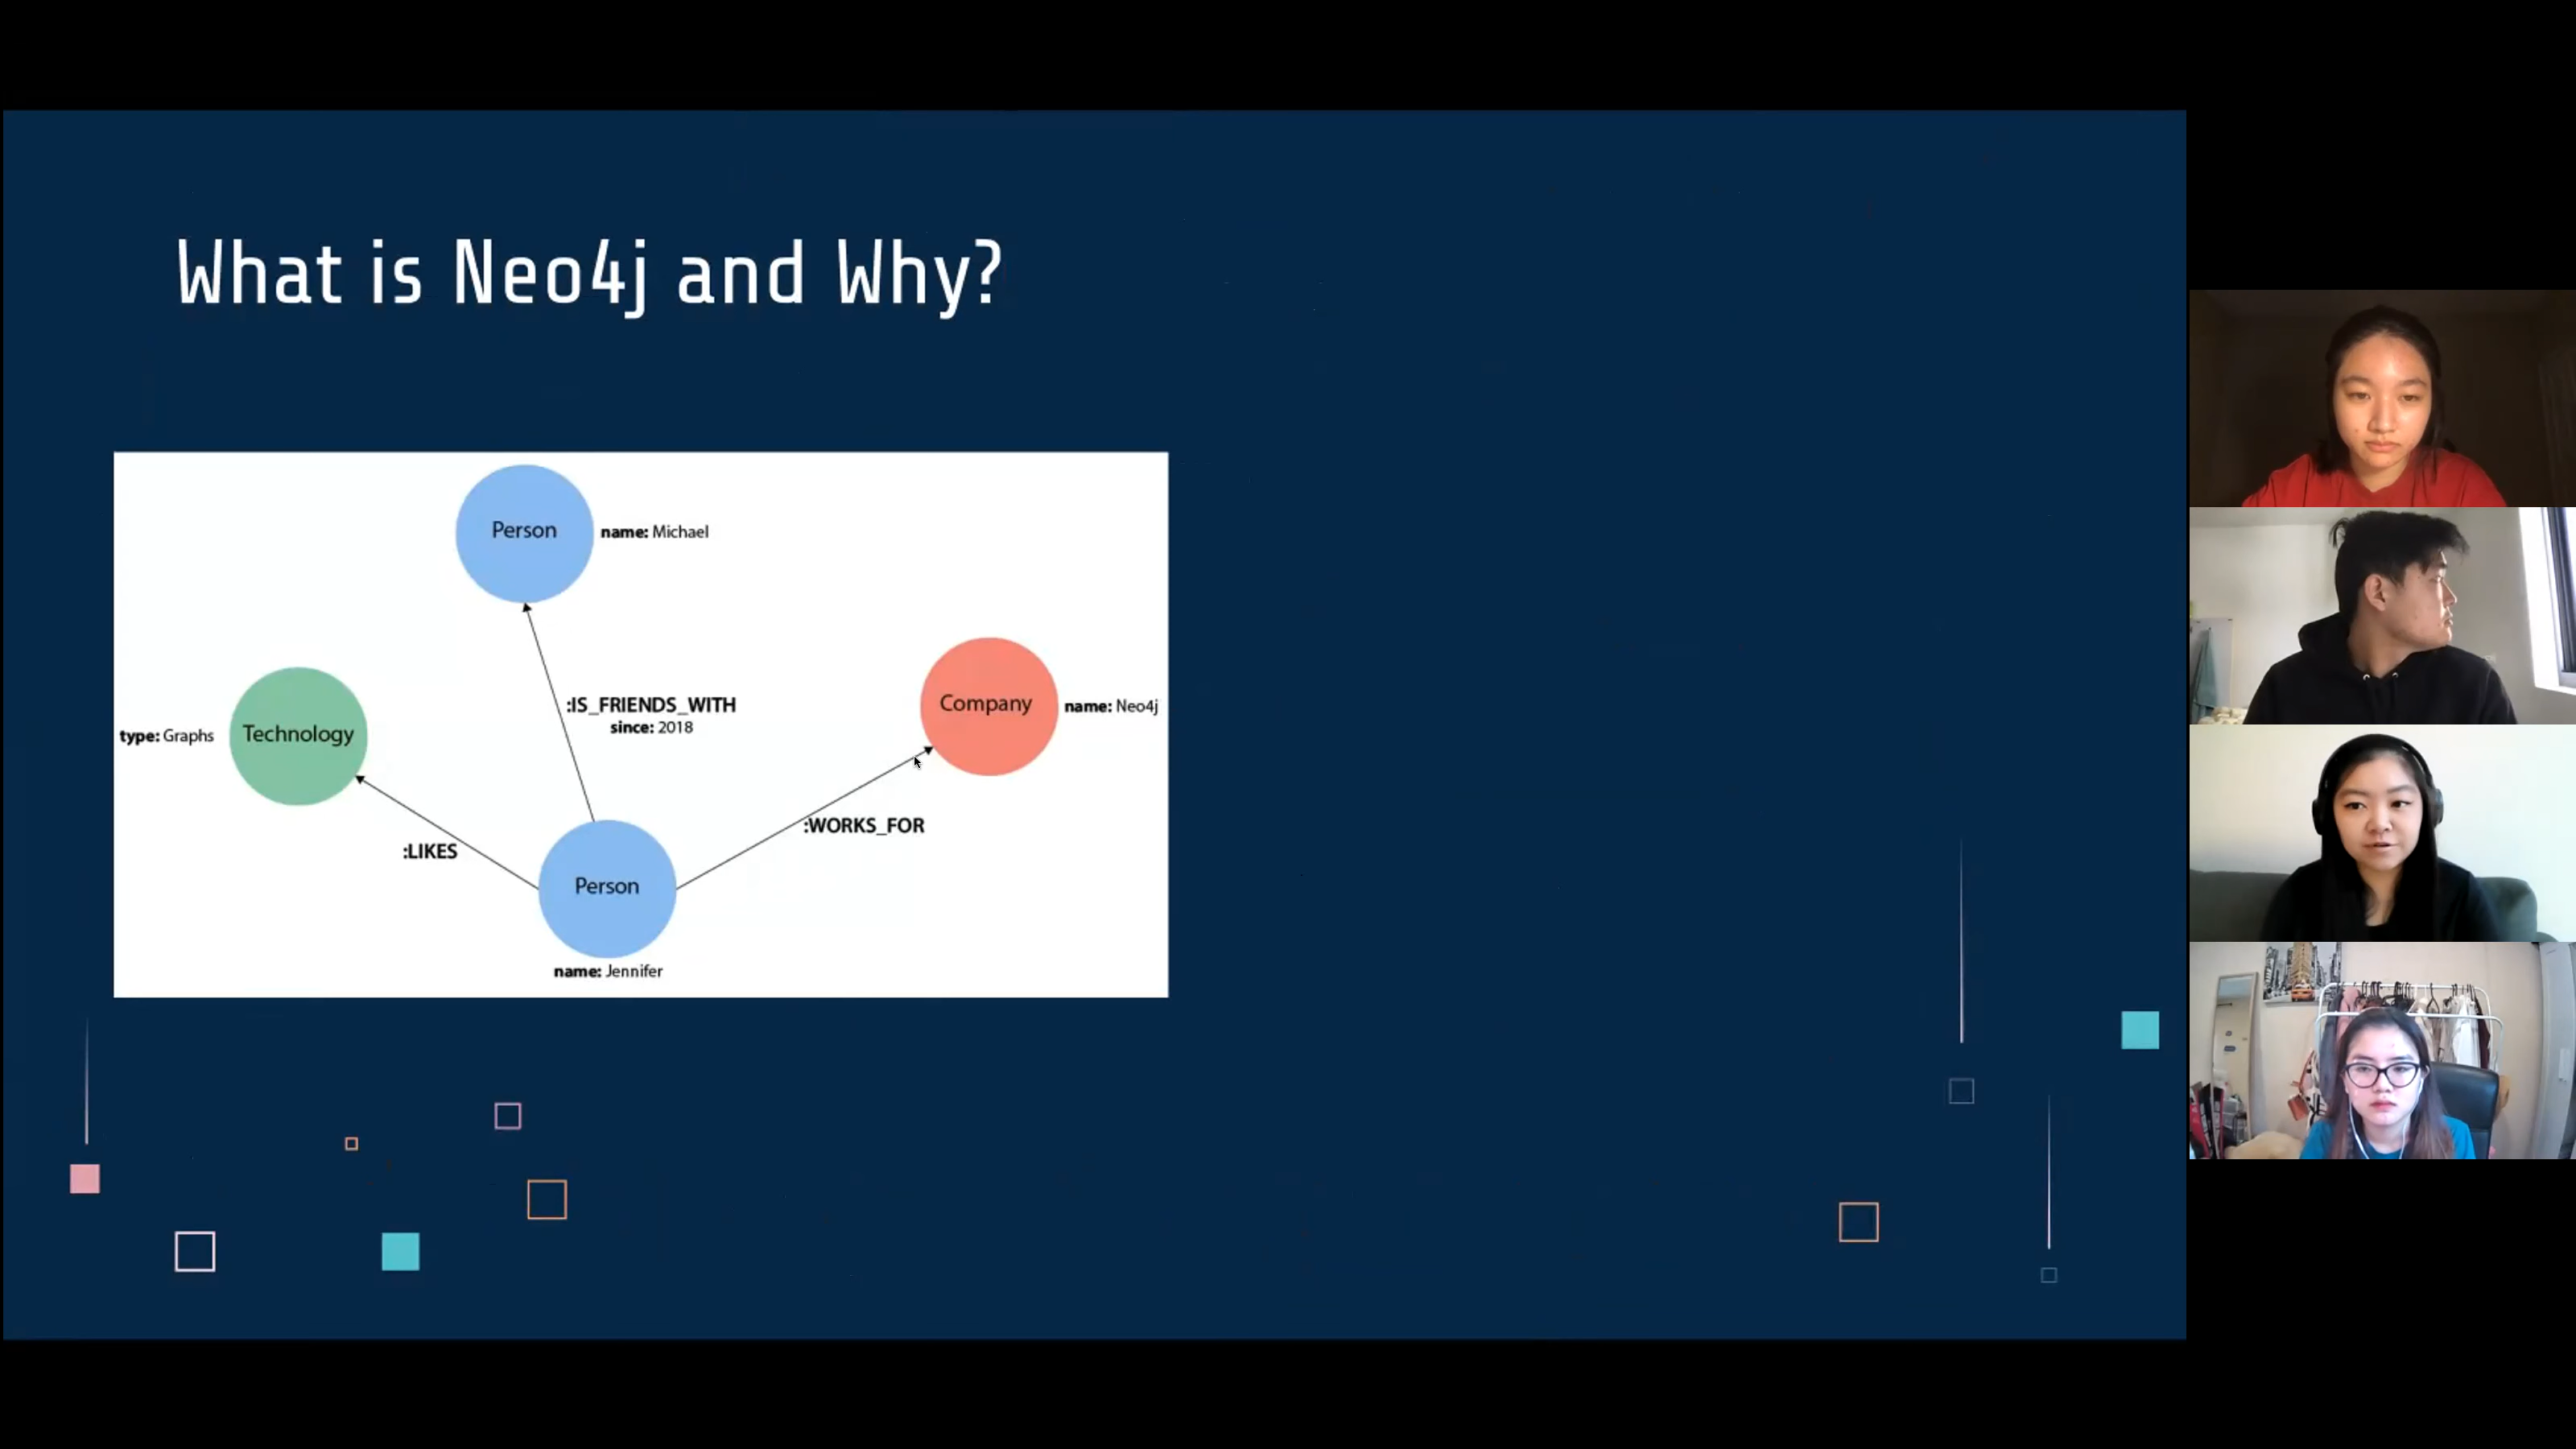 What is Neo4j and Why?
Person
name: Michael
:IS_FRIENDS_WITH
since: 2018
Company
name: Neo4j
type: Graphs
Technology
:WORKS_FOR
:LIKES
Person
name: Jennifer